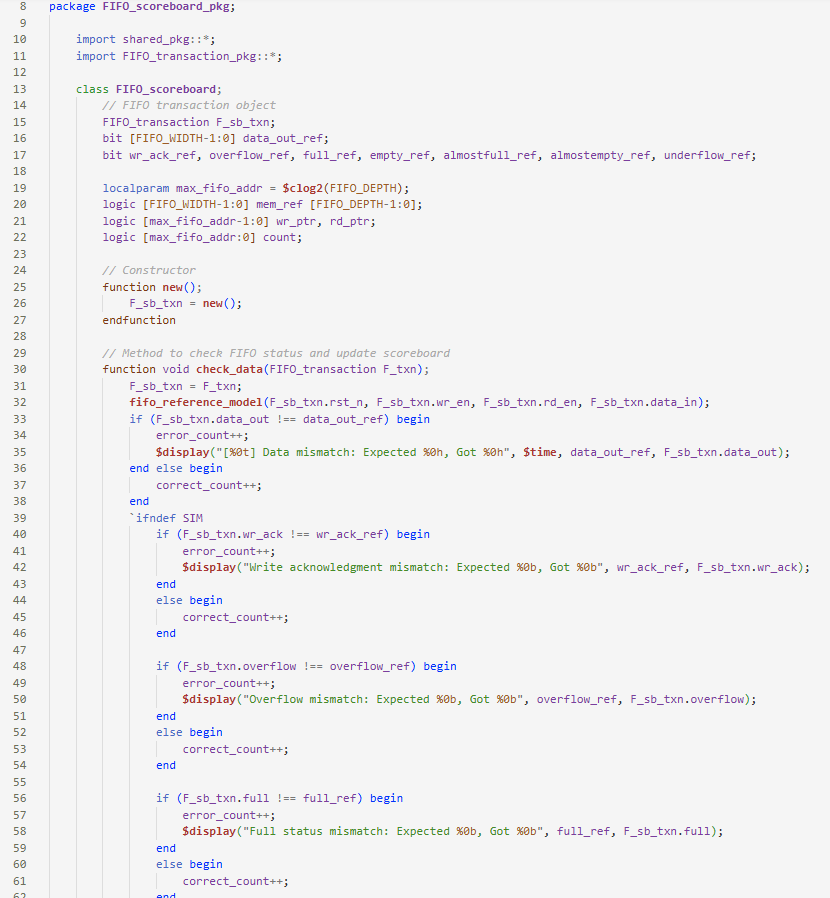 8 package FIFO_scoreboard_pkg;
9
10 import shared_pkg::*;
11 import FIFO_transaction_pkg::*;
12
13 class FIFO_scoreboard;
14 // FIFO transaction object
15 FIFO_transaction F_sb_txn;
16 bit [FIFO_WIDTH-1:0] data_out_ref;
17 bit wr_ack_ref, overflow_ref, full_ref, empty_ref, almostfull_ref, almostempty_ref, underflow_ref;
18
19 localparam max_fifo_addr = $clog2(FIFO_DEPTH);
20 logic [FIFO_WIDTH-1:0] mem_ref [FIFO_DEPTH-1:0];
21 logic [max_fifo_addr-1:0] wr_ptr, rd_ptr;
22 logic [max_fifo_addr:0] count;
23
24 // Constructor
25 function new();
26 F_sb_txn = new();
27 endfunction
28
29 // Method to check FIFO status and update scoreboard
30 function void check_data(FIFO_transaction F_txn);
31 F_sb_txn = F_txn;
32 fifo_reference_model(F_sb_txn.rst_n, F_sb_txn.wr_en, F_sb_txn.rd_en, F_sb_txn.data_in);
33 if (F_sb_txn.data_out !== data_out_ref) begin
34 error_count++;
35 $display("[%0t] Data mismatch: Expected %0h, Got %0h", $time, data_out_ref, F_sb_txn.data_out);
36 end else begin
37 correct_count++;
38 end
39 `ifndef SIM
40 if (F_sb_txn.wr_ack !== wr_ack_ref) begin
41 error_count++;
42 $display("Write acknowledgment mismatch: Expected %0b, Got %0b", wr_ack_ref, F_sb_txn.wr_ack);
43 end
44 else begin
45 correct_count++;
46 end
47
48 if (F_sb_txn.overflow !== overflow_ref) begin
49 error_count++;
50 $display("Overflow mismatch: Expected %0b, Got %0b", overflow_ref, F_sb_txn.overflow);
51 end
52 else begin
53 correct_count++;
54 end
55
56 if (F_sb_txn.full !== full_ref) begin
57 error_count++;
58 $display("Full status mismatch: Expected %0b, Got %0b", full_ref, F_sb_txn.full);
59 end
60 else begin
61 correct_count++;
62 end